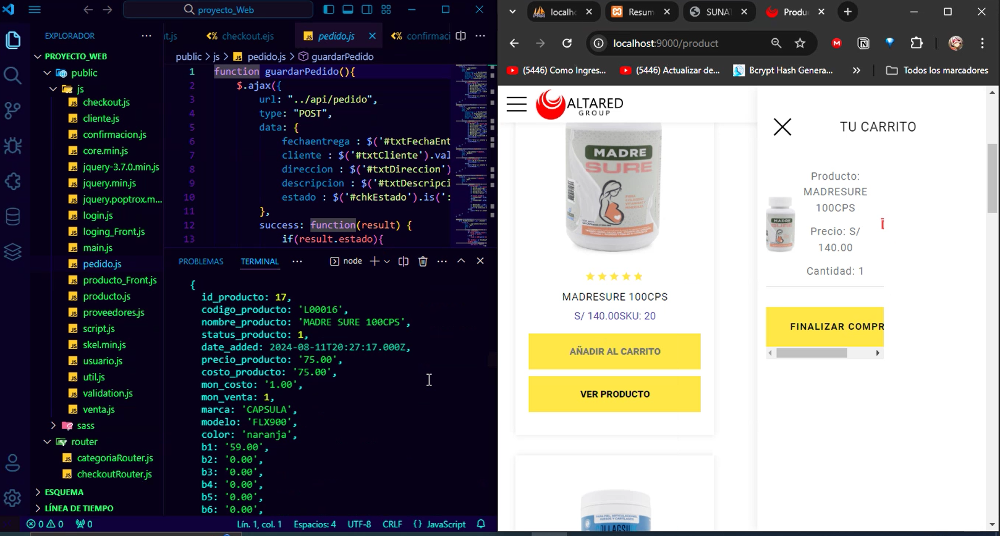 proyecto_Web
EXPLORADOR
PROYECTO_WEB
public
js
checkout.js
cliente.js
confirmacion.js
core.min.js
jquery-3.7.0.min.js
jquery.min.js
jquery.poptrox.m...
login.js
loging_Front.js
main.js
pedido.js
producto_Front.js
producto.js
proveedores.js
script.js
skel.min.js
usuario.js
util.js
validation.js
venta.js
sass
router
categoriaRouter.js
checkoutRouter.js
ESQUEMA
LÍNEA DE TIEMPO
t.js
checkout.ejs
pedido.js
confirmaci
public > js > JS pedido.js > guardarPedido
1 function guardarPedido(){
2 $.ajax({
3 url: "../api/pedido",
4 type: "POST",
5 data: {
6 fechaentrega : $('#txtFechaEnt
7 cliente : $('#txtCliente').val
8 direccion : $('#txtDireccion')
9 descripcion : $('#txtDescripci
10 estado : $('#chkEstado').is(':
11 },
12 success: function(result) {
13 if(result.estado){
PROBLEMAS
TERMINAL
node
{
id_producto: 17,
codigo_producto: 'L00016',
nombre_producto: 'MADRE SURE 100CPS',
status_producto: 1,
date_added: 2024-08-11T20:27:17.000Z,
precio_producto: '75.00',
costo_producto: '75.00',
mon_costo: '1.00',
mon_venta: 1,
marca: 'CAPSULA',
modelo: 'FLX900',
color: 'naranja',
b1: '59.00',
b2: '0.00',
b3: '0.00',
b4: '0.00',
b5: '0.00',
b6: '0.00',
0 0 0
Lín. 1, col. 1
Espacios: 4
UTF-8
CRLF
{} JavaScript
localh
Resum
SUNAT
Produ
localhost:9000/product
(5446) Como Ingres...
(5446) Actualizar de...
Bcrypt Hash Genera...
Todos los marcadores
ALTARED
GROUP
MADRE
SURE
MADRESURE 100CPS
S/ 140.00SKU: 20
AÑADIR AL CARRITO
VER PRODUCTO
TU CARRITO
Producto:
MADRESURE
100CPS
Precio: S/
140.00
Cantidad: 1
FINALIZAR COMPR